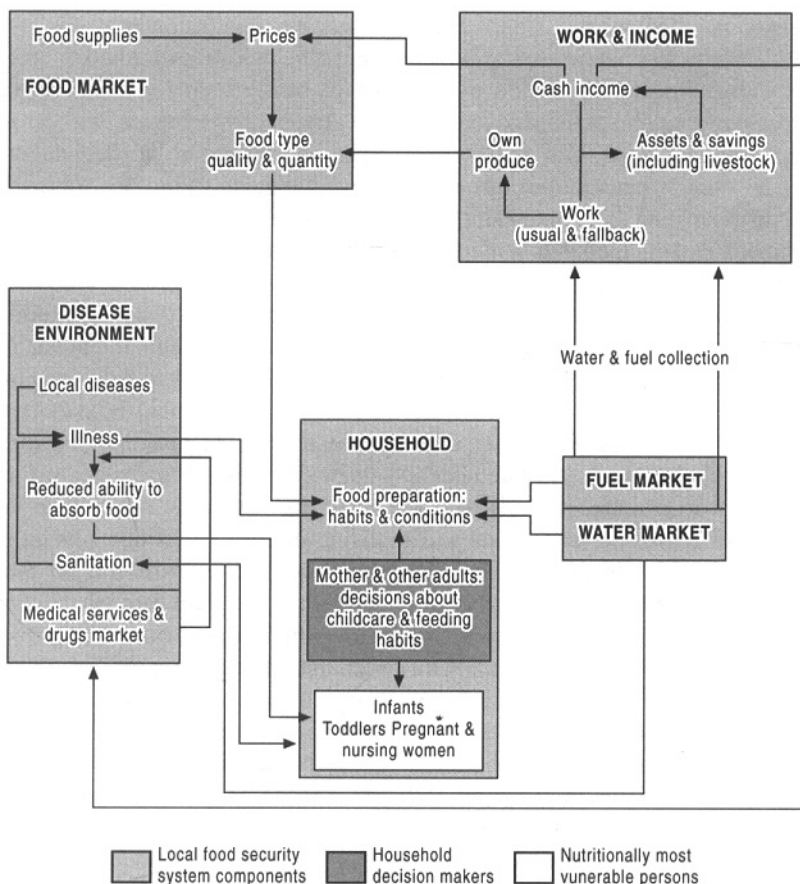 Food supplies
Prices
FOOD MARKET
Food type
quality & quantity
WORK & INCOME
Cash income
Own
produce
Assets & savings
(including livestock)
Work
(usual & fallback)
DISEASE
ENVIRONMENT
Local diseases
Illness
Reduced ability to
absorb food
Sanitation
Medical services &
drugs market
Water & fuel collection
HOUSEHOLD
Food preparation:
habits & conditions
Mother & other adults:
decisions about
childcare & feeding
habits
Infants
Toddlers Pregnant &
nursing women
FUEL MARKET
WATER MARKET
Local food security
system components
Household
decision makers
Nutritionally most
vunerable persons